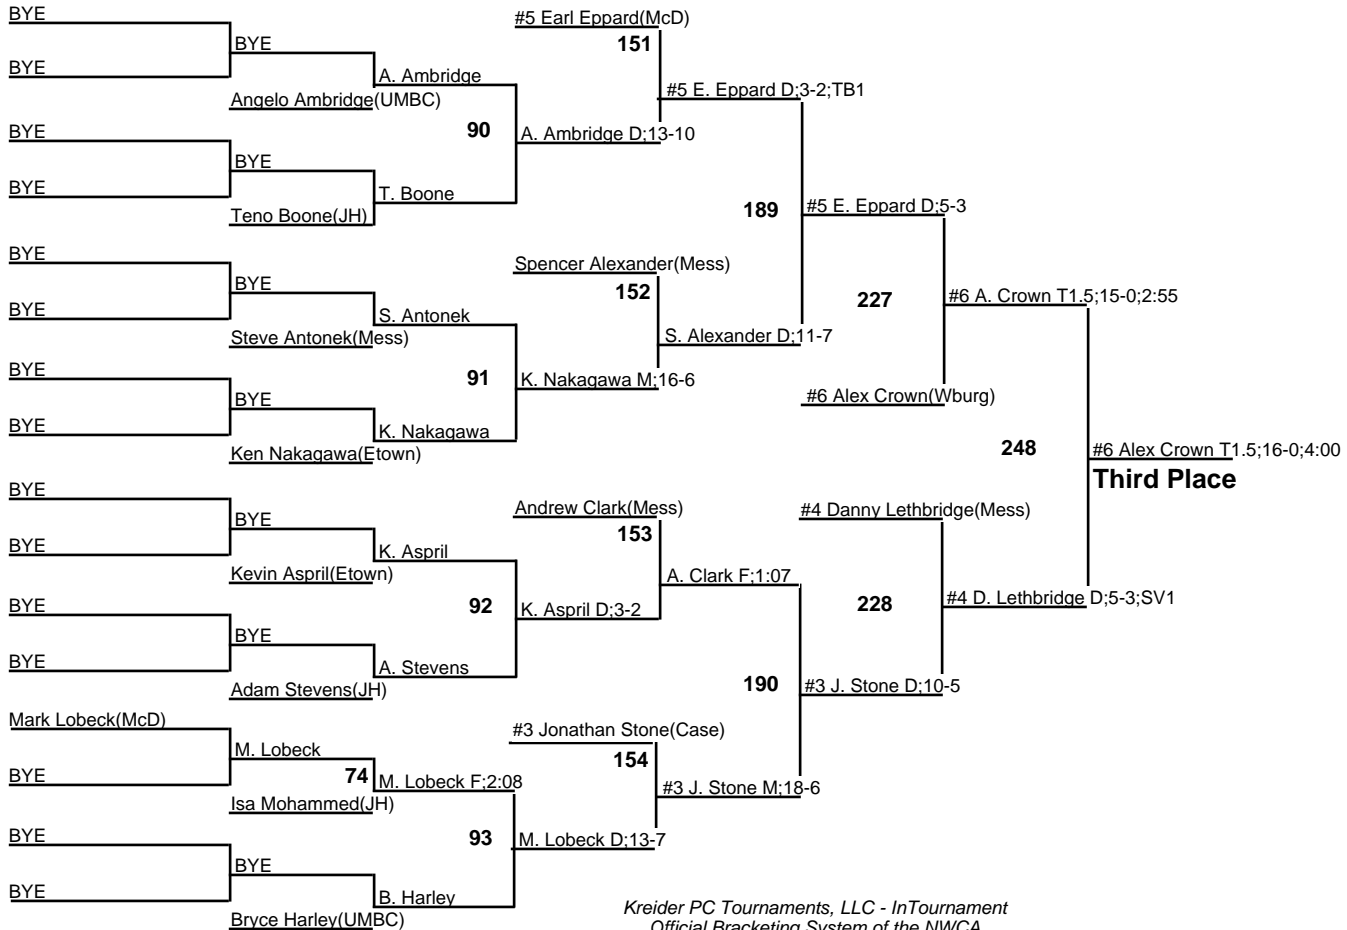 BYE
#5 Earl Eppard(McD)
BYE
151
BYE
A. Ambridge
#5 E. Eppard D;3-2;TB1
Angelo Ambridge(UMBC)
90
A. Ambridge D;13-10
BYE
BYE
BYE
T. Boone
Teno Boone(JH)
189
#5 E. Eppard D;5-3
BYE
BYE
Spencer Alexander(Mess)
152
227
#6 A. Crown T1.5;15-0;2:55
BYE
S. Antonek
Steve Antonek(Mess)
S. Alexander D;11-7
BYE
91
K. Nakagawa M;16-6
BYE
#6 Alex Crown(Wburg)
BYE
K. Nakagawa
Ken Nakagawa(Etown)
248
#6 Alex Crown T1.5;16-0;4:00
Third Place
BYE
Andrew Clark(Mess)
#4 Danny Lethbridge(Mess)
BYE
153
BYE
K. Aspril
Kevin Aspril(Etown)
A. Clark F;1:07
BYE
92
K. Aspril D;3-2
228
#4 D. Lethbridge D;5-3;SV1
BYE
BYE
A. Stevens
Adam Stevens(JH)
190
#3 J. Stone D;10-5
Mark Lobeck(McD)
#3 Jonathan Stone(Case)
M. Lobeck
154
BYE
74
M. Lobeck F;2:08
#3 J. Stone M;18-6
Isa Mohammed(JH)
BYE
93
M. Lobeck D;13-7
BYE
BYE
B. Harley
Bryce Harley(UMBC)
Kreider PC Tournaments, LLC - InTournament
Official Bracketing System of the NWCA